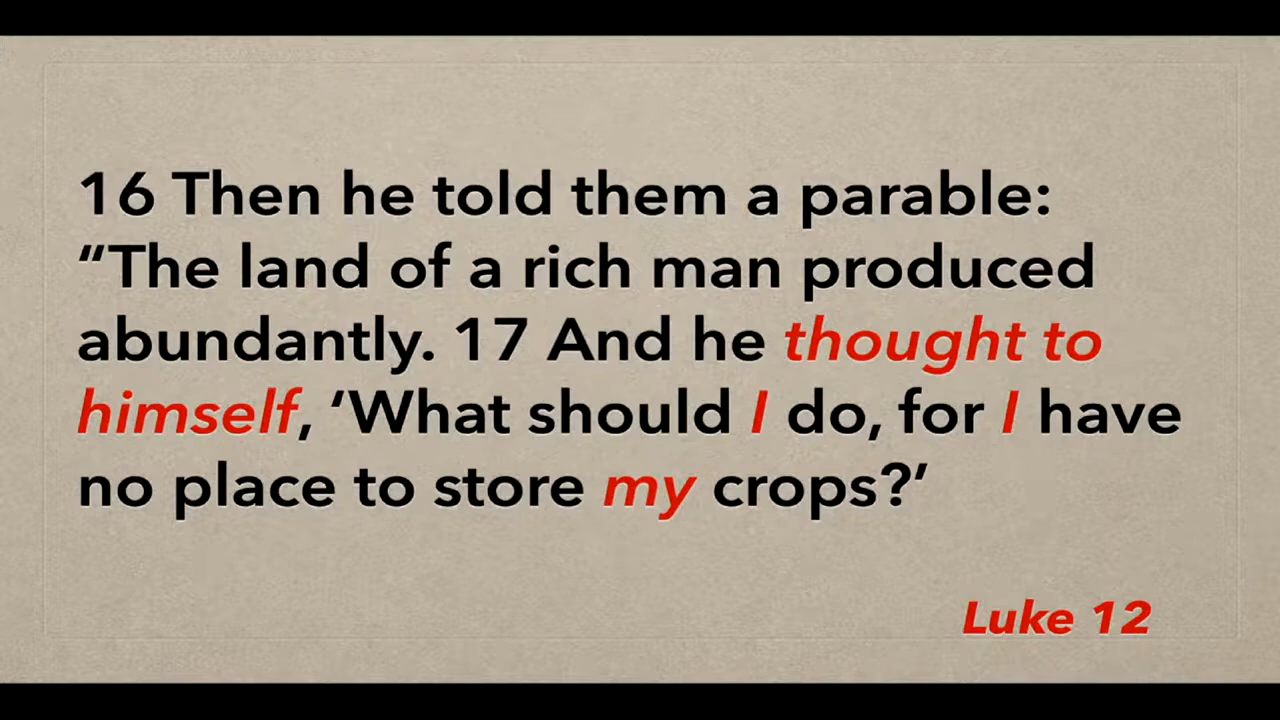 16 Then he told them a parable:
“The land of a rich man produced
abundantly. 17 And he thought to
himself, ‘What should I do, for I have
no place to store my crops?’
Luke 12